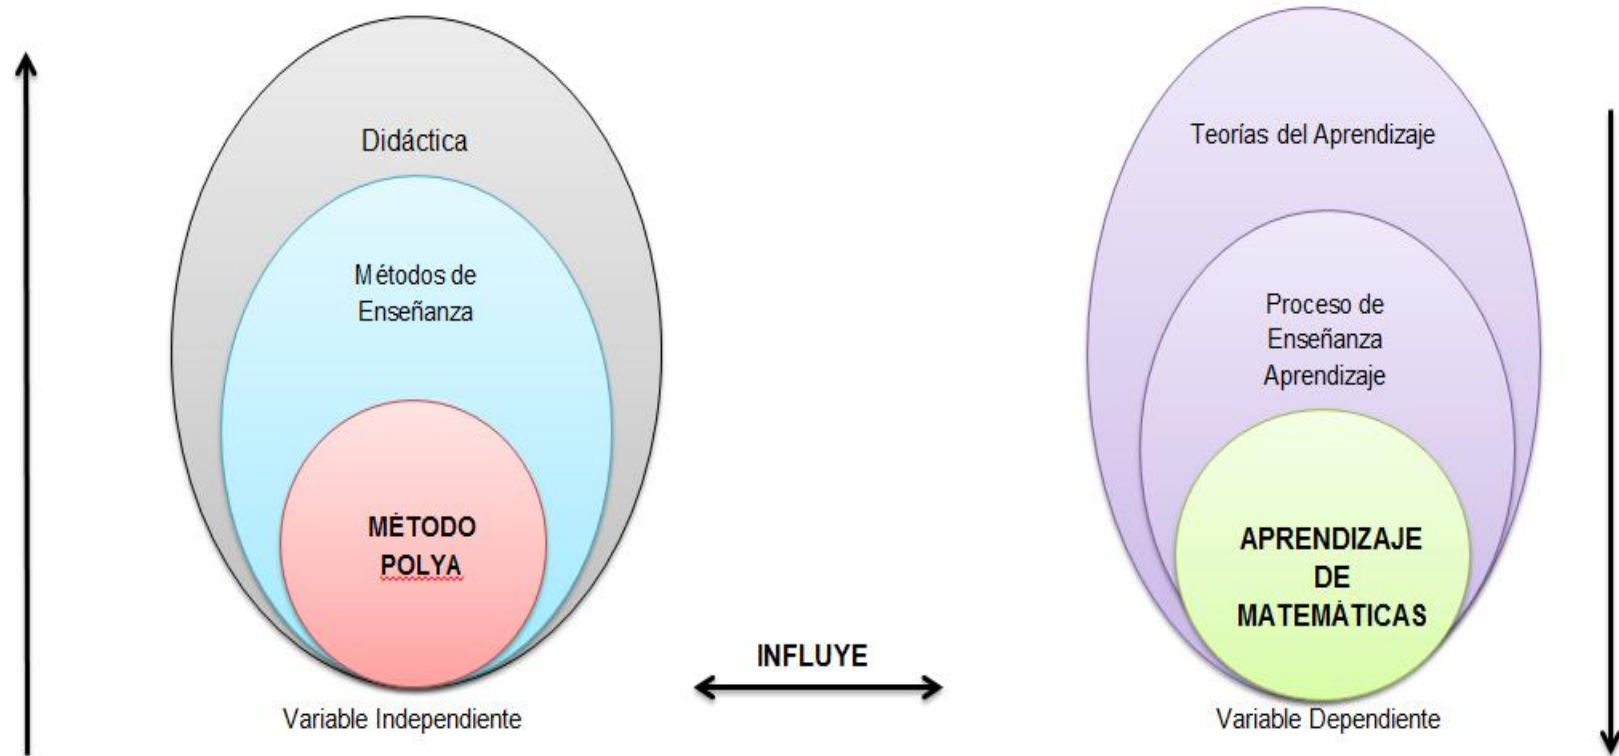 Didáctica
Métodos de
Enseñanza
MÉTODO
POLYA
Variable Independiente
INFLUYE
Teorías del Aprendizaje
Proceso de
Enseñanza
Aprendizaje
APRENDIZAJE
DE
MATEMÁTICAS
Variable Dependiente